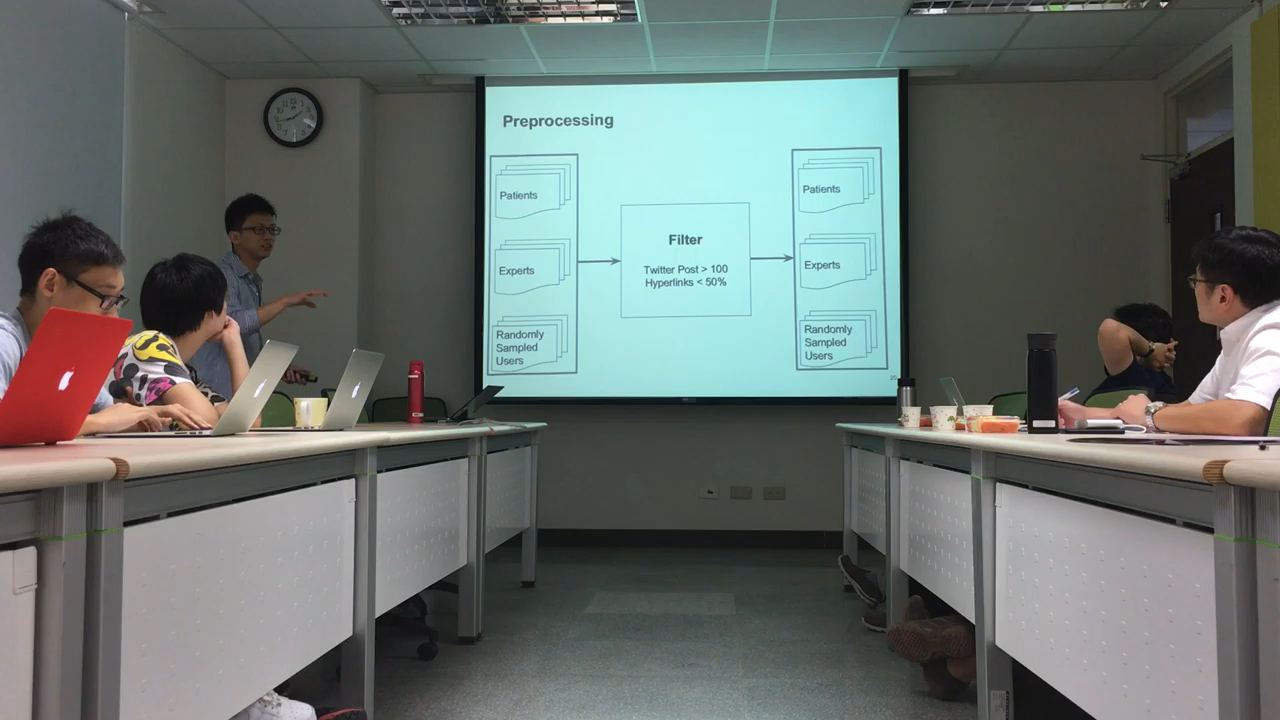 Preprocessing
Patients
Experts
Randomly
Sampled
Users
Filter
Twitter Post > 100
Hyperlinks < 50%
Patients
Experts
Randomly
Sampled
Users